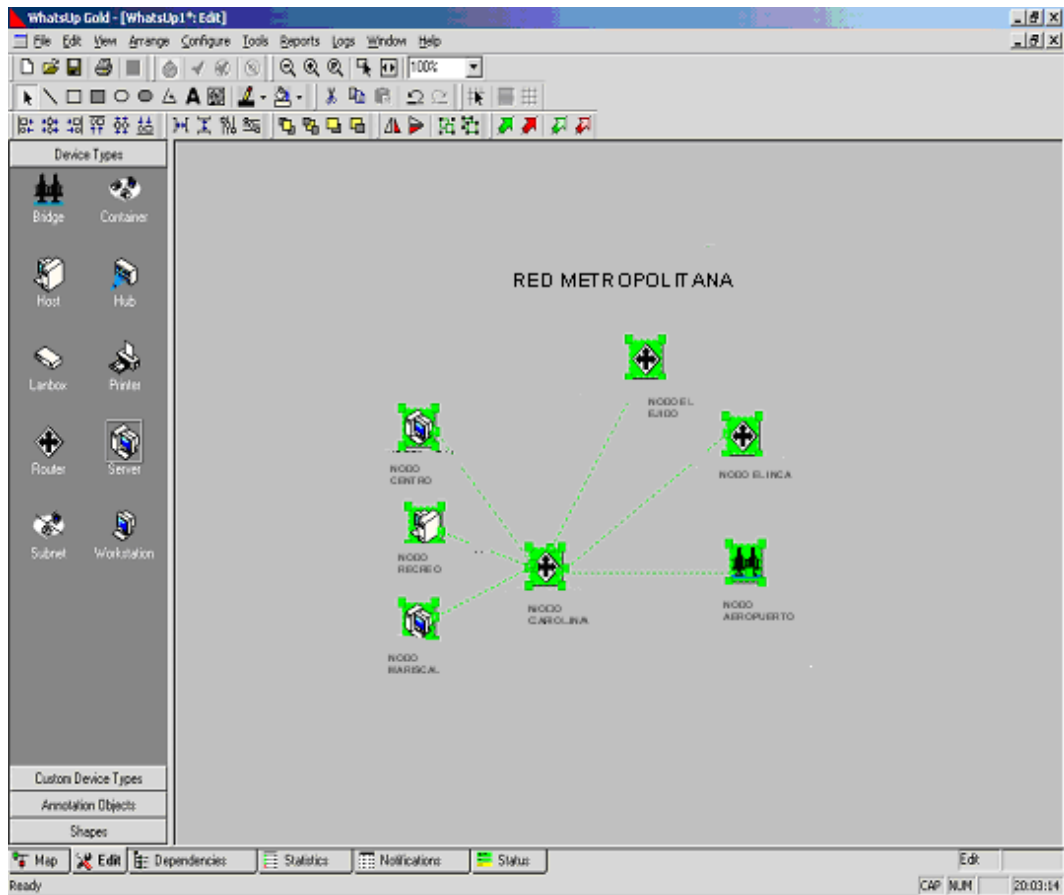 WhatsUp Gold - [WhatsUp1*: Edit]
File Edit View Arrange Configure Tools Reports Logs Window Help
100%
Device Types
Bridge Container
Host Hub
Lanbox Printer
Router Server
Subnet Workstation
Custom Device Types
Annotation Objects
Shapes
RED METROPOLITANA
NODO EL
EJIDO
NODO EL INCA
NODO
CENTRO
NODO
RECREO
NODO
CAROLINA
NODO
AEROPUERTO
NODO
MARISCAL
Map Edit Dependencies Statistics Notifications Status Edit
Ready CAP NUM 20:03:14